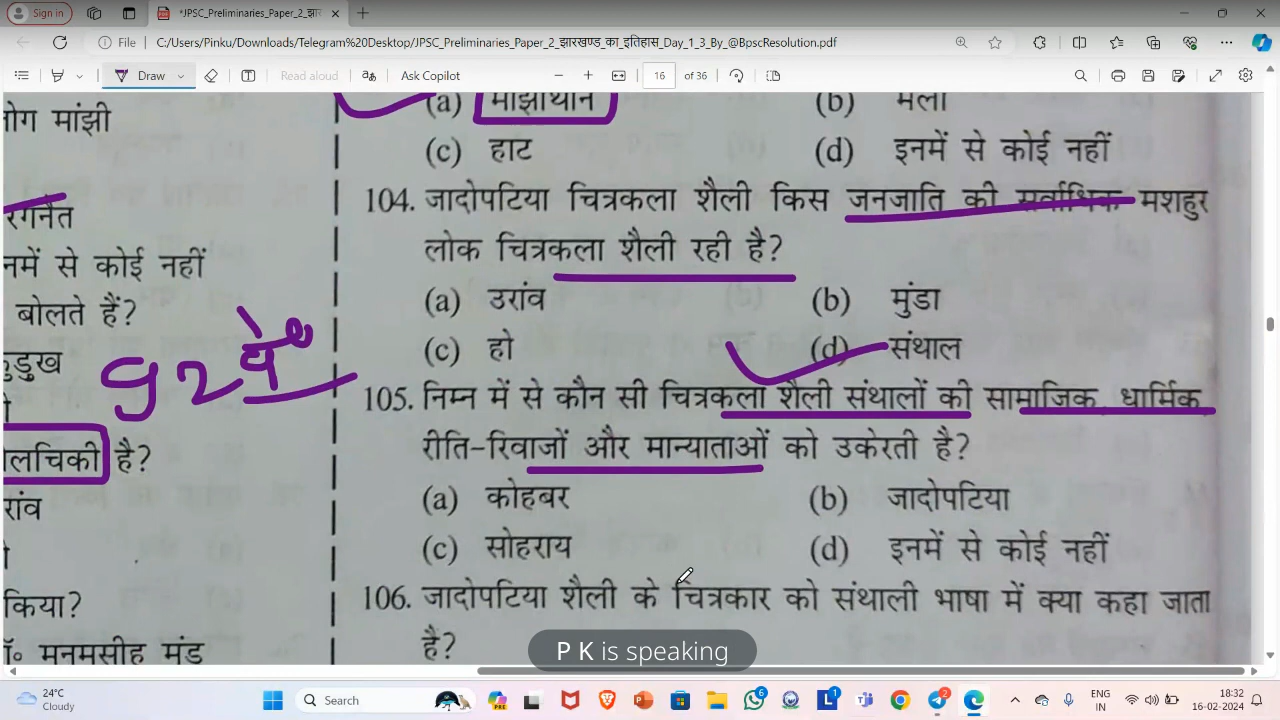 Sign in
*JPSC_Preliminaries_Paper_2_झार
File
C:/Users/Pinku/Downloads/Telegram%20Desktop/JPSC_Preliminaries_Paper_2_झारखण्ड_का_इतिहास_Day_1_3_By_@BpscResolution.pdf
Draw
Read aloud
Ask Copilot
16 of 36
ोग मांझी
रगनैत
नमें से कोई नहीं
बोलते हैं?
कुड़ुख
लचिकी है?
रांव
किया?
(a) मांझीथान (b) मेला
(c) हाट (d) इनमें से कोई नहीं
104. जादोपटिया चित्रकला शैली किस जनजाति की सर्वाधिक मशहुर
लोक चित्रकला शैली रही है?
(a) उरांव (b) मुंडा
(c) हो (d) संथाल
105. निम्न में से कौन सी चित्रकला शैली संथालों की सामाजिक धार्मिक
रीति-रिवाजों और मान्याताओं को उकेरती है?
(a) कोहबर (b) जादोपटिया
(c) सोहराय (d) इनमें से कोई नहीं
106. जादोपटिया शैली के चित्रकार को संथाली भाषा में क्या कहा जाता
है?
P K is speaking
24°C
Cloudy
Search
6
1
2
ENG
IN
18:32
16-02-2024